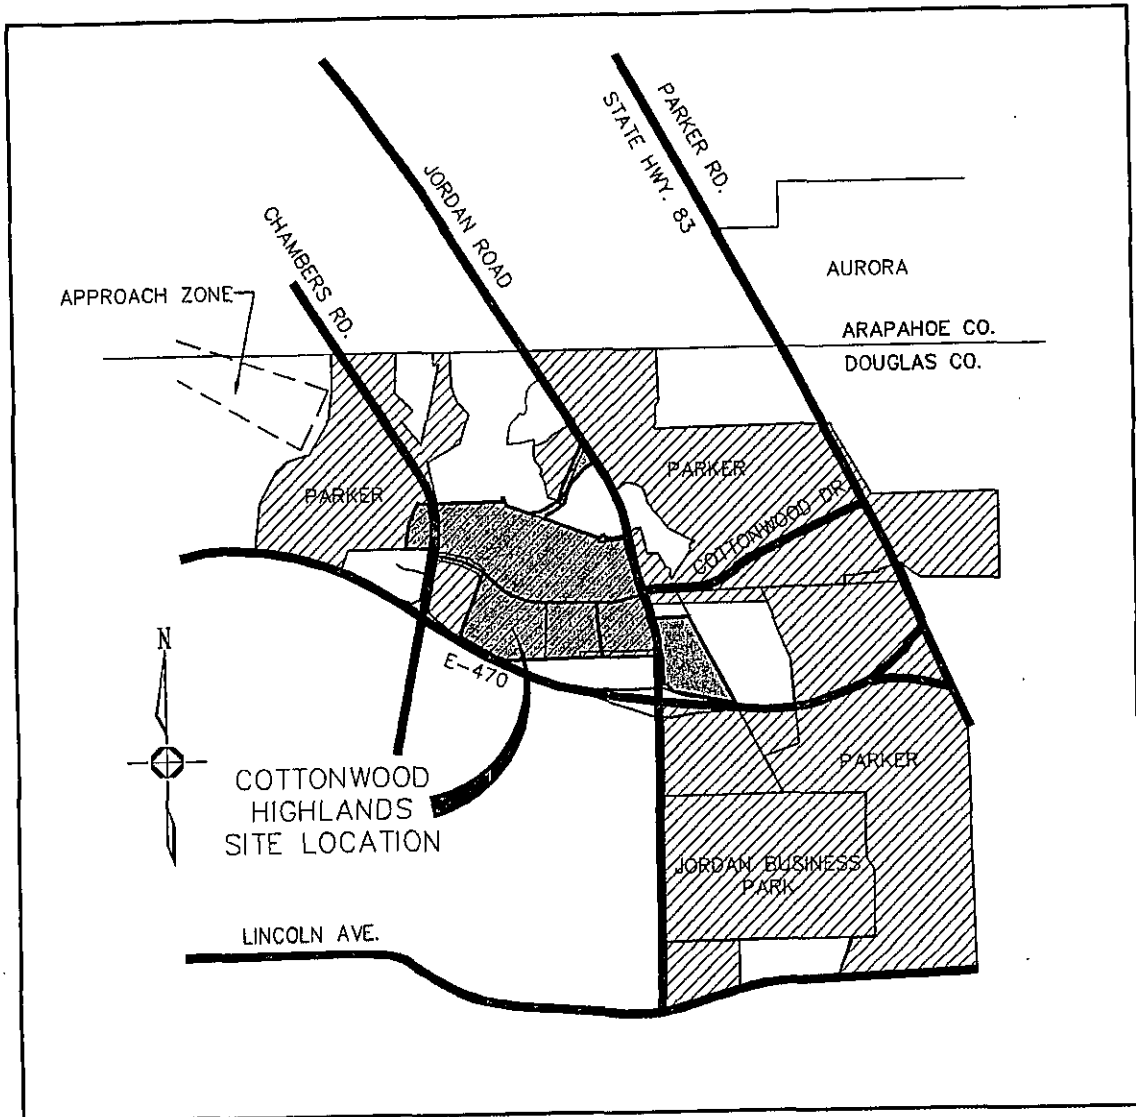 PARKER RD.
STATE HWY. 83
JORDAN ROAD
CHAMBERS RD.
AURORA
APPROACH ZONE
ARAPAHOE CO.
DOUGLAS CO.
PARKER
PARKER
COTTONWOOD DR.
N
E-470
PARKER
COTTONWOOD
HIGHLANDS
SITE LOCATION
JORDAN BUSINESS
PARK
LINCOLN AVE.